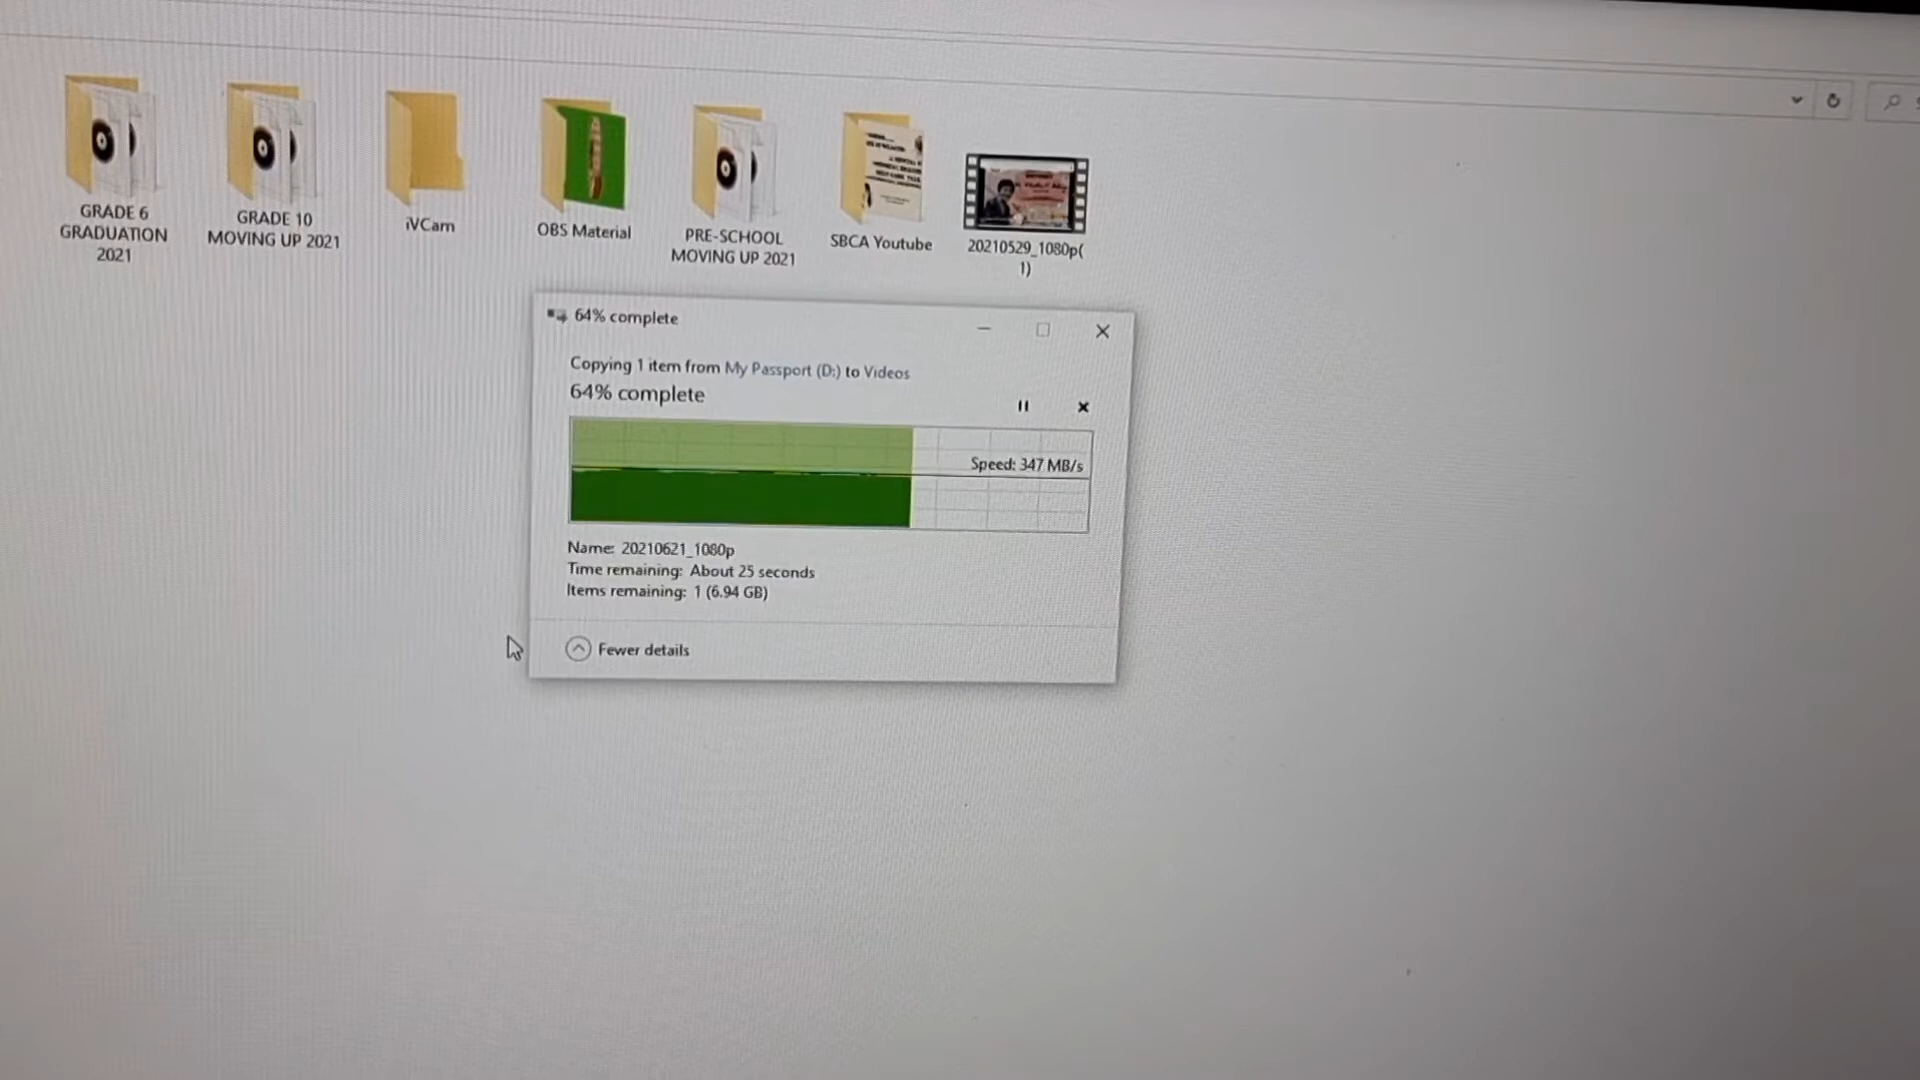 GRADE 6
GRADUATION
2021
GRADE 10
MOVING UP 2021
iVCam
OBS Material
PRE-SCHOOL
MOVING UP 2021
SBCA Youtube
20210529_1080p(
1)
64% complete
Copying 1 item from My Passport (D:) to Videos
64% complete
Speed: 347 MB/s
Name: 20210621_1080p
Time remaining: About 25 seconds
Items remaining: 1 (6.94 GB)
Fewer details